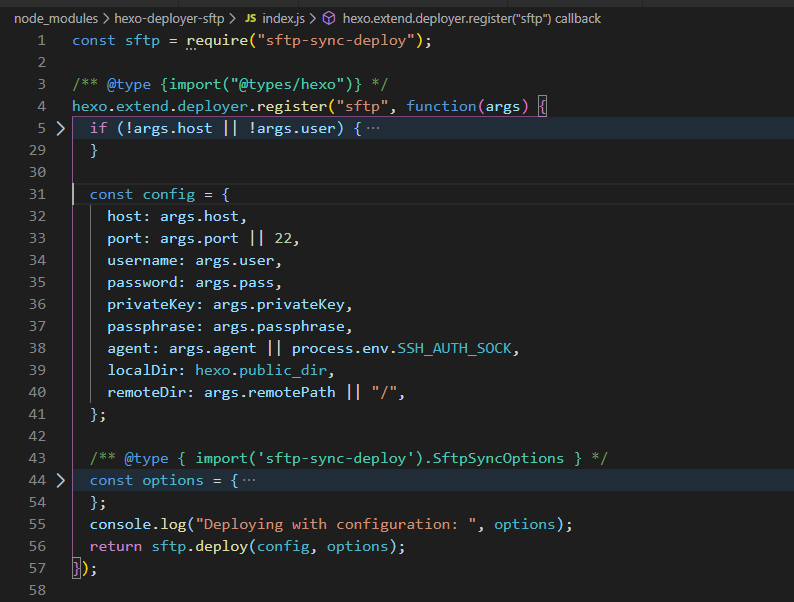 node_modules > hexo-deployer-sftp > JS index.js > hexo.extend.deployer.register("sftp") callback
1 const sftp = require("sftp-sync-deploy");
2
3 /** @type {import("@types/hexo")} */
4 hexo.extend.deployer.register("sftp", function(args) {
5 if (!args.host || !args.user) { ···
29 }
30
31 const config = {
32 host: args.host,
33 port: args.port || 22,
34 username: args.user,
35 password: args.pass,
36 privateKey: args.privateKey,
37 passphrase: args.passphrase,
38 agent: args.agent || process.env.SSH_AUTH_SOCK,
39 localDir: hexo.public_dir,
40 remoteDir: args.remotePath || "/",
41 };
42
43 /** @type { import('sftp-sync-deploy').SftpSyncOptions } */
44 const options = { ···
54 };
55 console.log("Deploying with configuration: ", options);
56 return sftp.deploy(config, options);
57 });
58